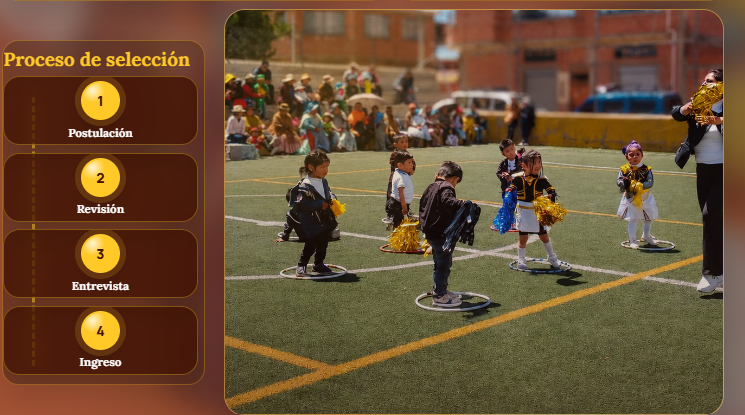 Proceso de selección
1
Postulación
2
Revisión
3
Entrevista
4
Ingreso